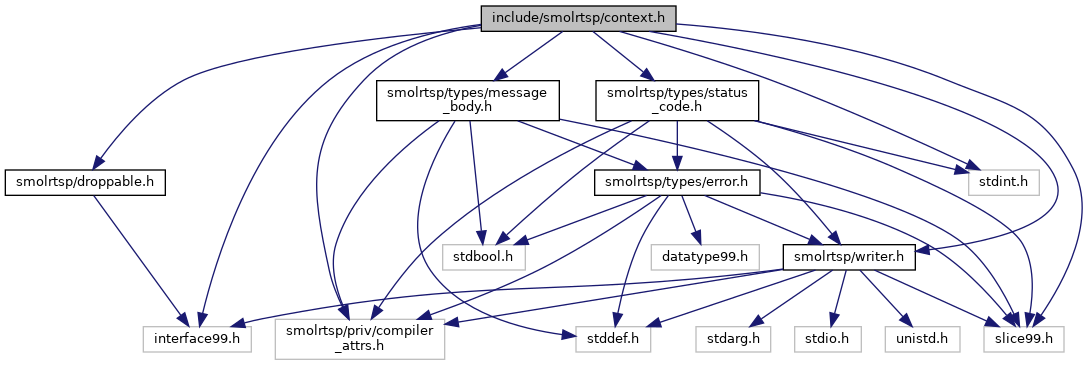 include/smolrtsp/context.h
smolrtsp/types/message
_body.h
smolrtsp/types/status
_code.h
smolrtsp/droppable.h
smolrtsp/types/error.h
stdint.h
stdbool.h
datatype99.h
smolrtsp/writer.h
interface99.h
smolrtsp/priv/compiler
_attrs.h
stddef.h
stdarg.h
stdio.h
unistd.h
slice99.h